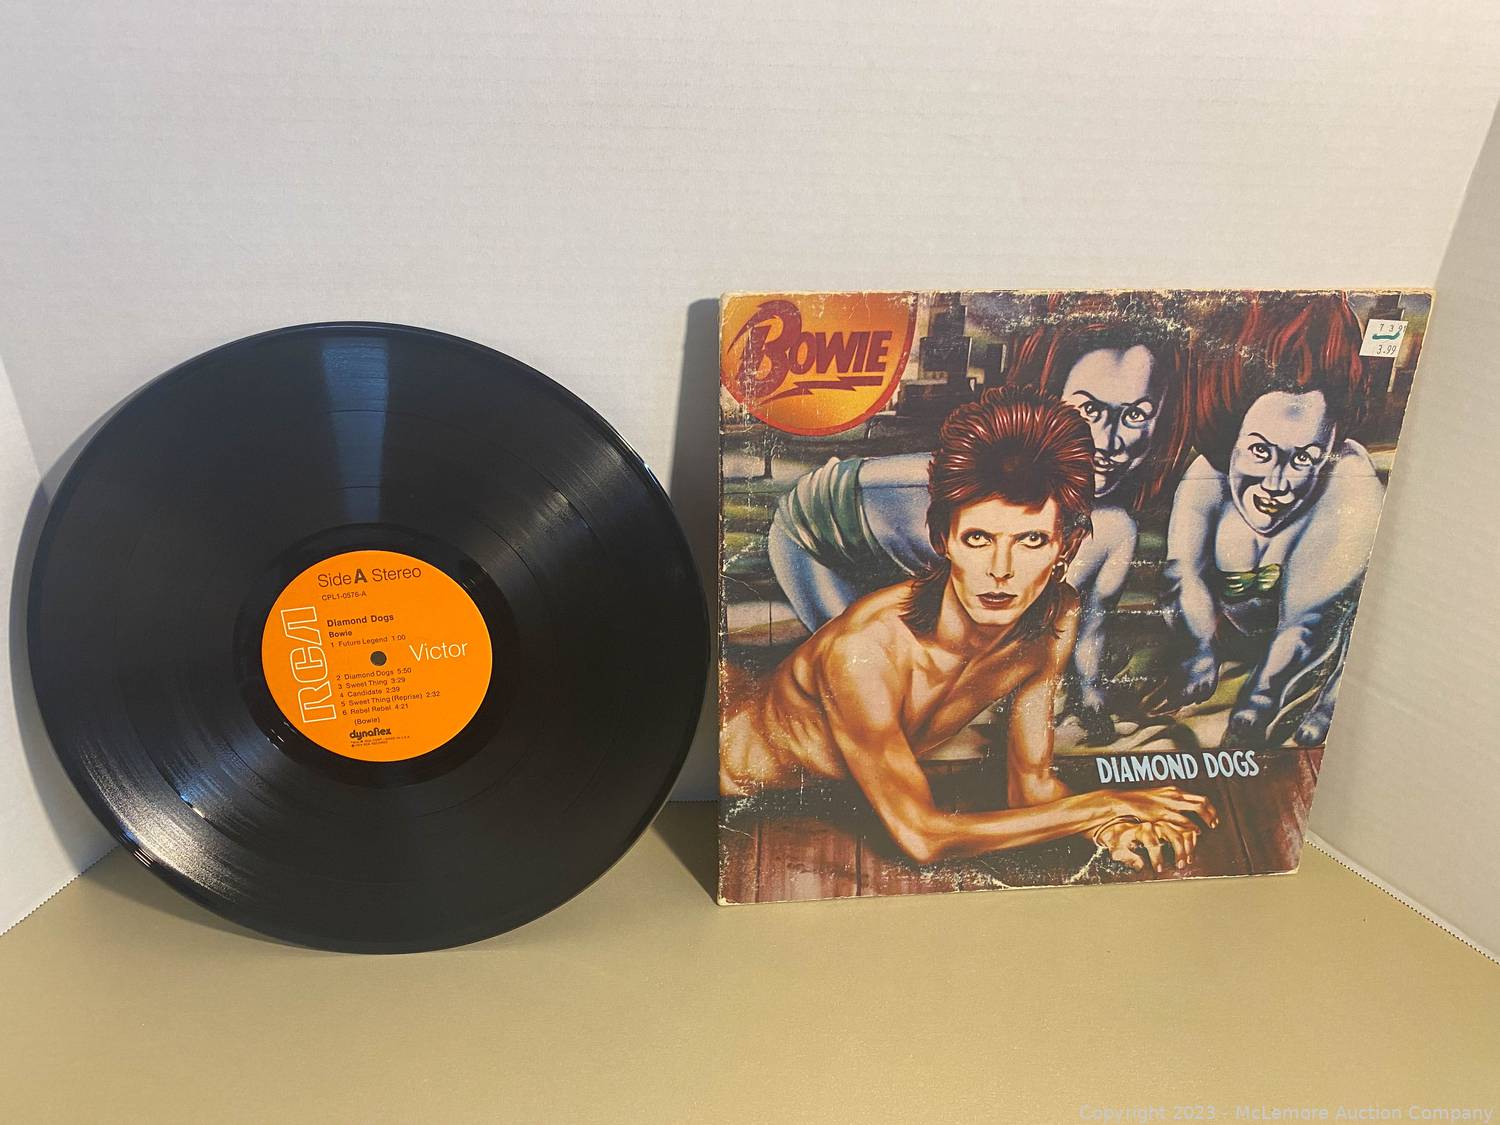 Side A Stereo
CPL1-0576-A
RCA
Diamond Dogs
Bowie
1 Future Legend 1:00
Victor
2 Diamond Dogs 5:50
3 Sweet Thing 3:29
4 Candidate 2:39
5 Sweet Thing (Reprise) 2:32
6 Rebel Rebel 4:21
(Bowie)
dynaflex
BOWIE
3.99
DIAMOND DOGS
Copyright 2023 - McLemore Auction Company